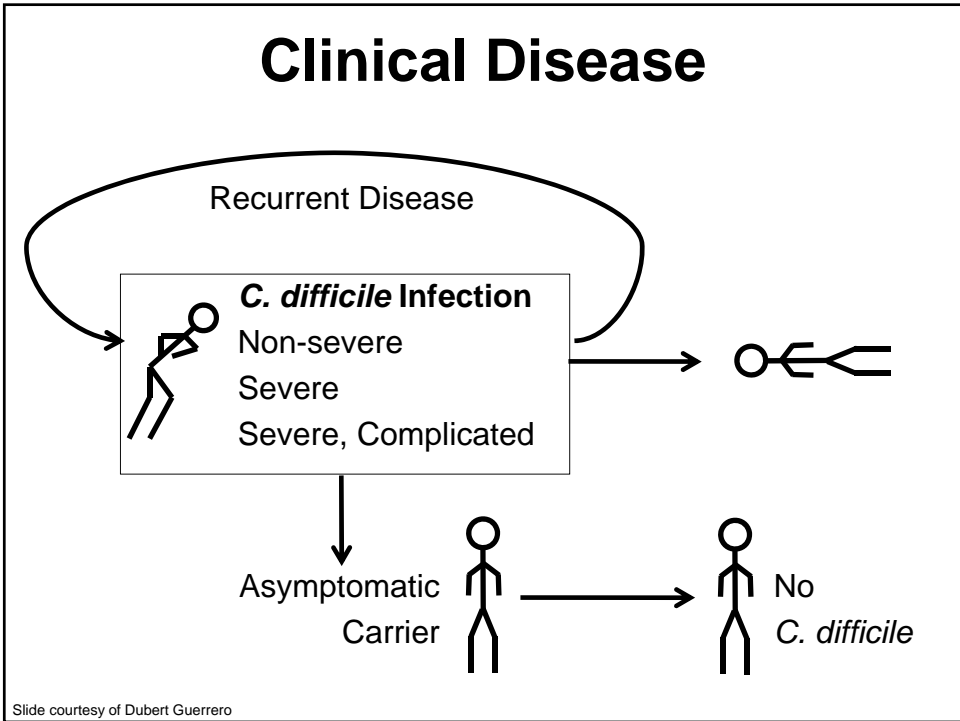 Clinical Disease
Recurrent Disease
C. difficile Infection
Non-severe
Severe
Severe, Complicated
Asymptomatic
Carrier
No
C. difficile
Slide courtesy of Dubert Guerrero